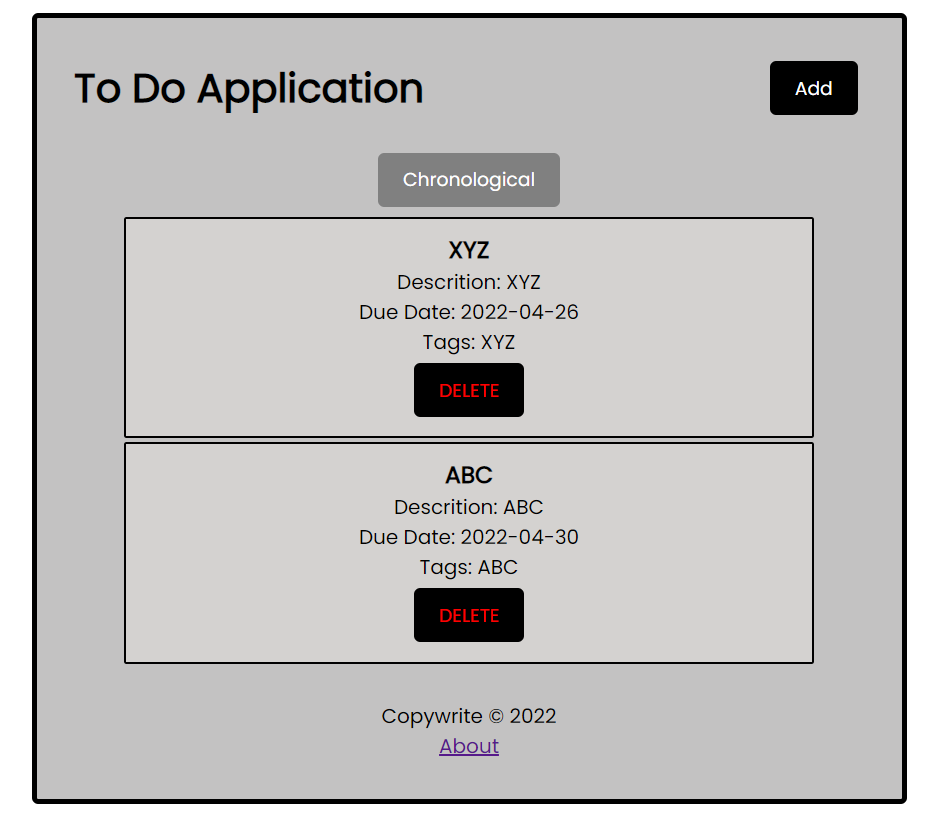 To Do Application
Add
Chronological
XYZ
Descrition: XYZ
Due Date: 2022-04-26
Tags: XYZ
DELETE
ABC
Descrition: ABC
Due Date: 2022-04-30
Tags: ABC
DELETE
Copywrite © 2022
About